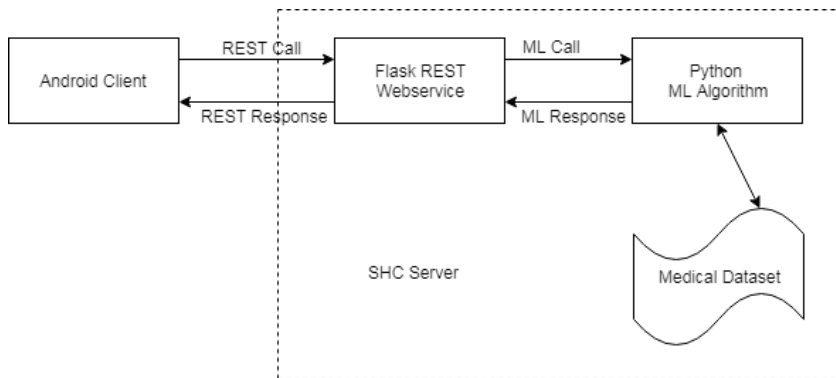 REST Call
ML Call
Android Client
Flask REST
Webservice
Python
ML Algorithm
REST Response
ML Response
SHC Server
Medical Dataset